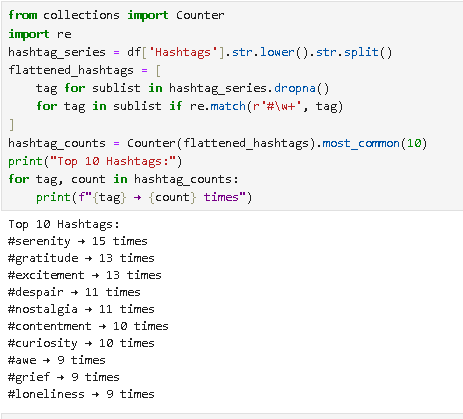 from collections import Counter
import re
hashtag_series = df['Hashtags'].str.lower().str.split()
flattened_hashtags = [
    tag for sublist in hashtag_series.dropna()
    for tag in sublist if re.match(r'#\w+', tag)
]
hashtag_counts = Counter(flattened_hashtags).most_common(10)
print("Top 10 Hashtags:")
for tag, count in hashtag_counts:
    print(f"{tag} → {count} times")
Top 10 Hashtags:
#serenity → 15 times
#gratitude → 13 times
#excitement → 13 times
#despair → 11 times
#nostalgia → 11 times
#contentment → 10 times
#curiosity → 10 times
#awe → 9 times
#grief → 9 times
#loneliness → 9 times